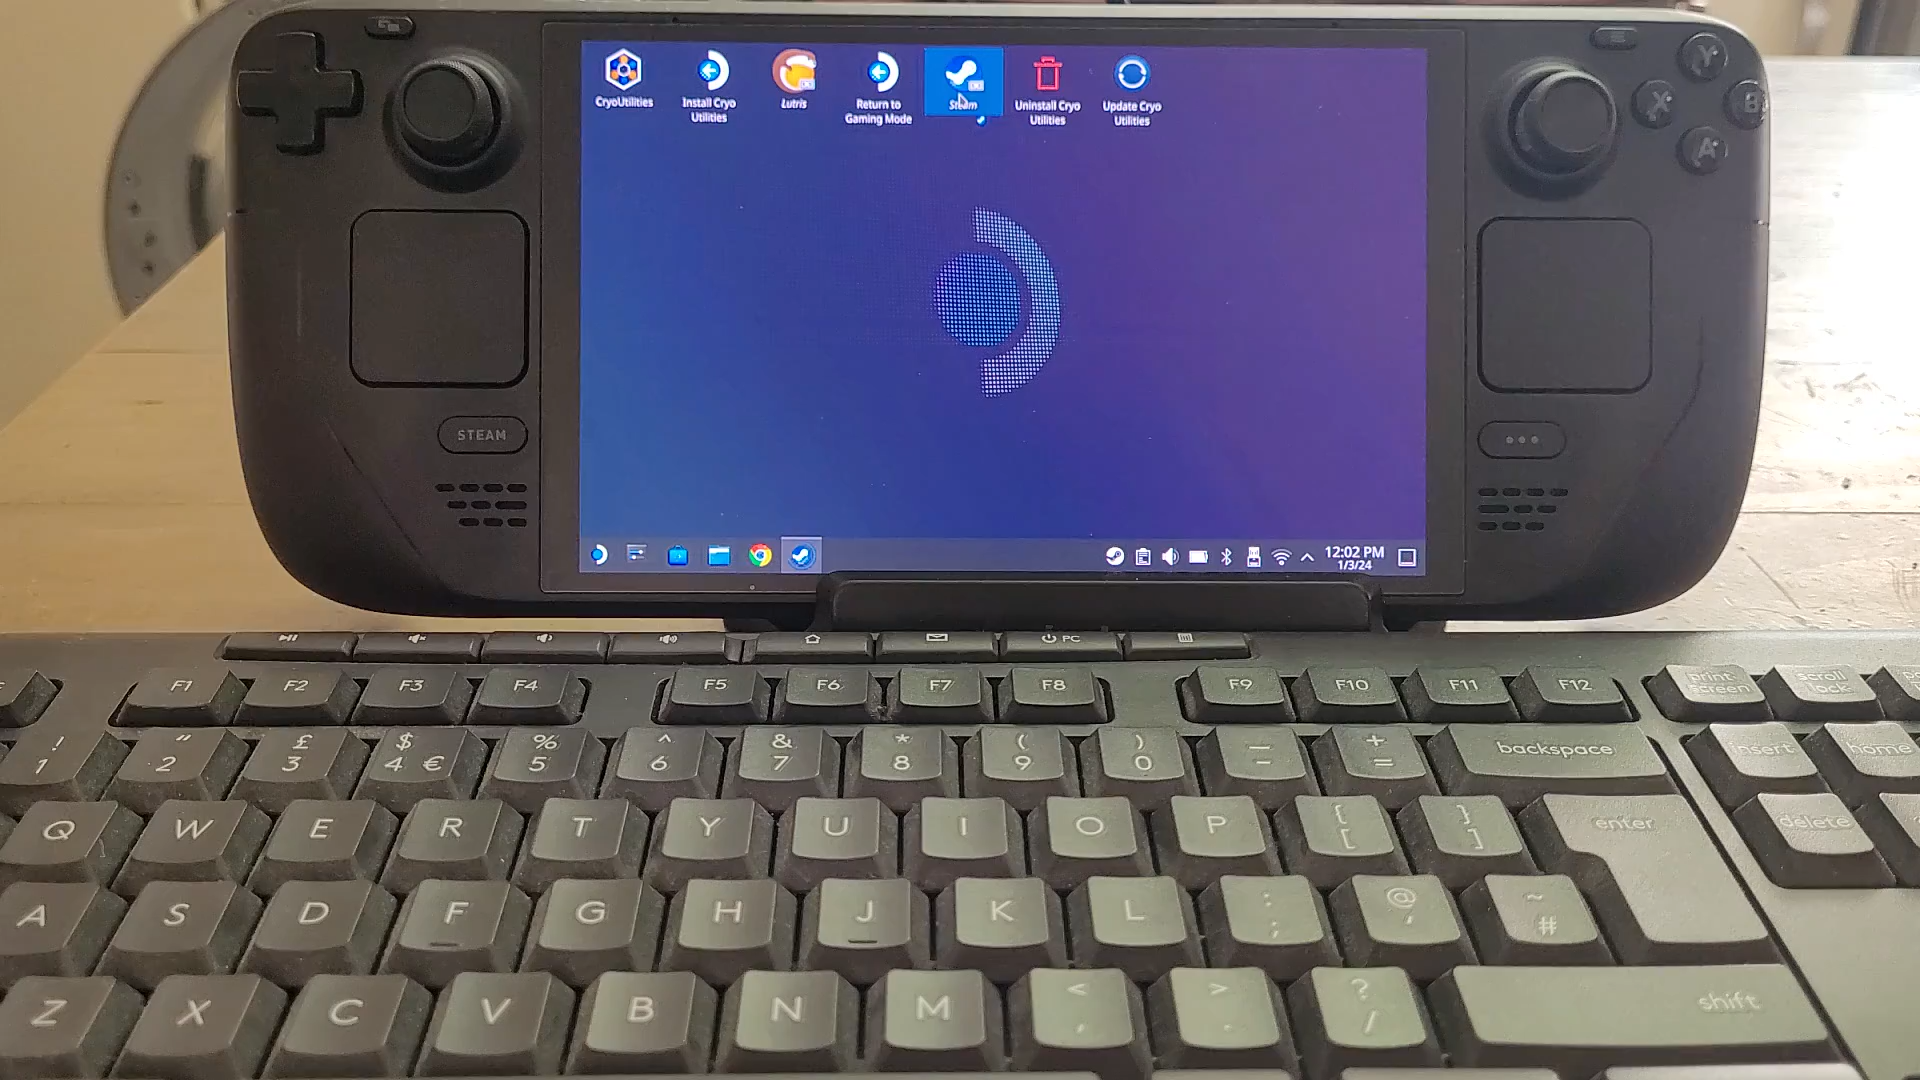 Y
X
B
A
CryoUtilities
Install Cryo
Utilities
Lutris
Return to
Gaming Mode
Steam
Uninstall Cryo
Utilities
Update Cryo
Utilities
STEAM
12:02 PM
1/3/24
PC
F1 F2 F3 F4 F5 F6 F7 F8 F9 F10 F11 F12
print
screen
scroll
lock
! " £ $ % ^ & * ( ) _ +
1 2 3 4 € 5 6 7 8 9 0 - = backspace
insert home
Q W E R T Y U I O P { [ } ] enter
delete
A S D F G H J K L : ; @ ' ~ #
Z X C V B N M < , > . ? / shift